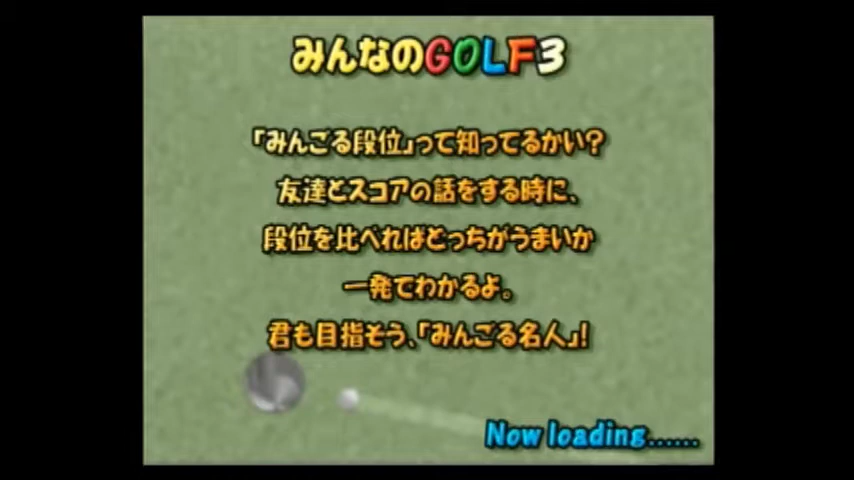 みんなのGOLF3
「みんごる段位」って知ってるかい？
友達とスコアの話をする時に、
段位を比べればどっちがうまいか
一発でわかるよ。
君も目指そう、「みんごる名人」！
Now loading......